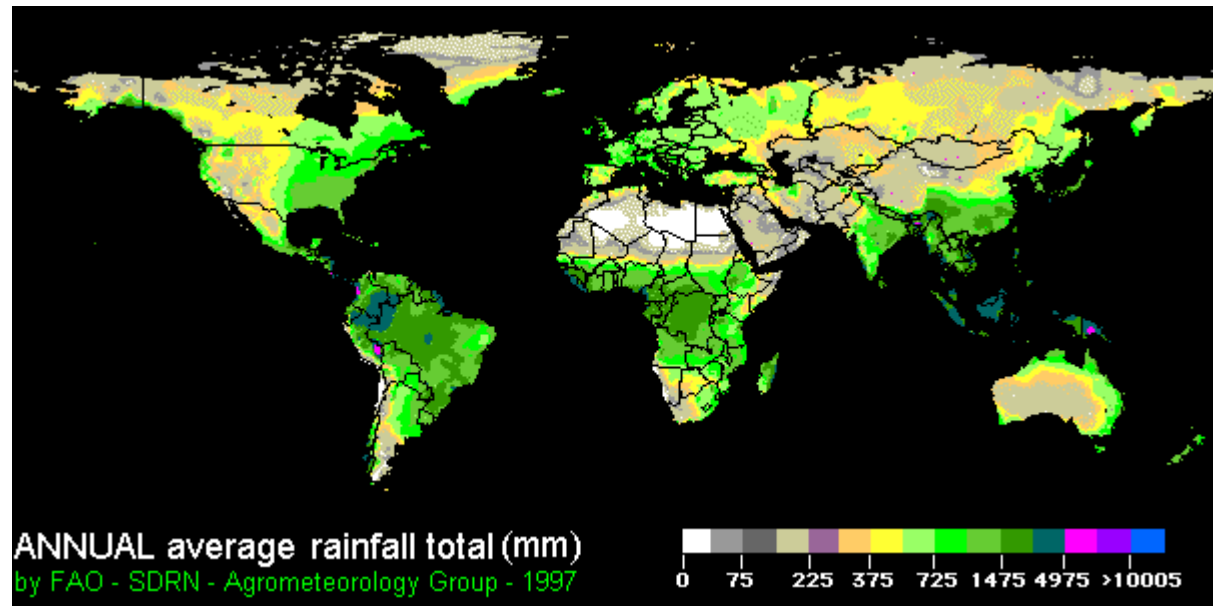 ANNUAL average rainfall total (mm)
by FAO - SDRN - Agrometeorology Group - 1997
0 75 225 375 725 1475 4975 >10005